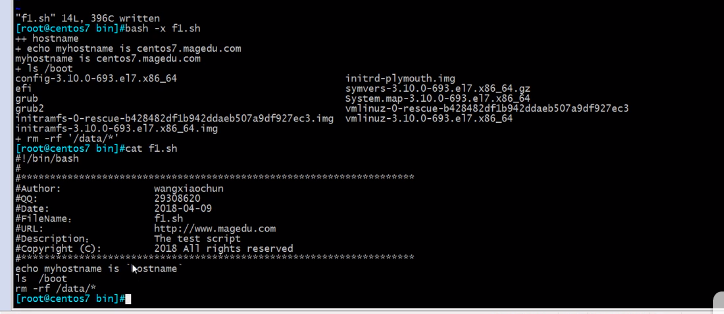 ~
"f1.sh" 14L, 396C written
[root@centos7 bin]#bash -x f1.sh
++ hostname
+ echo myhostname is centos7.magedu.com
myhostname is centos7.magedu.com
+ ls /boot
config-3.10.0-693.el7.x86_64 initrd-plymouth.img
efi symvers-3.10.0-693.el7.x86_64.gz
grub System.map-3.10.0-693.el7.x86_64
grub2 vmlinuz-0-rescue-b428482df1b942ddaeb507a9df927ec3
initramfs-0-rescue-b428482df1b942ddaeb507a9df927ec3.img vmlinuz-3.10.0-693.el7.x86_64
initramfs-3.10.0-693.el7.x86_64.img
+ rm -rf '/data/*'
[root@centos7 bin]#cat f1.sh
#!/bin/bash
#
#********************************************************************
#Author: wangxiaochun
#QQ: 29308620
#Date: 2018-04-09
#FileName: f1.sh
#URL: http://www.magedu.com
#Description: The test script
#Copyright (C): 2018 All rights reserved
#********************************************************************
echo myhostname is `hostname`
ls /boot
rm -rf /data/*
[root@centos7 bin]#